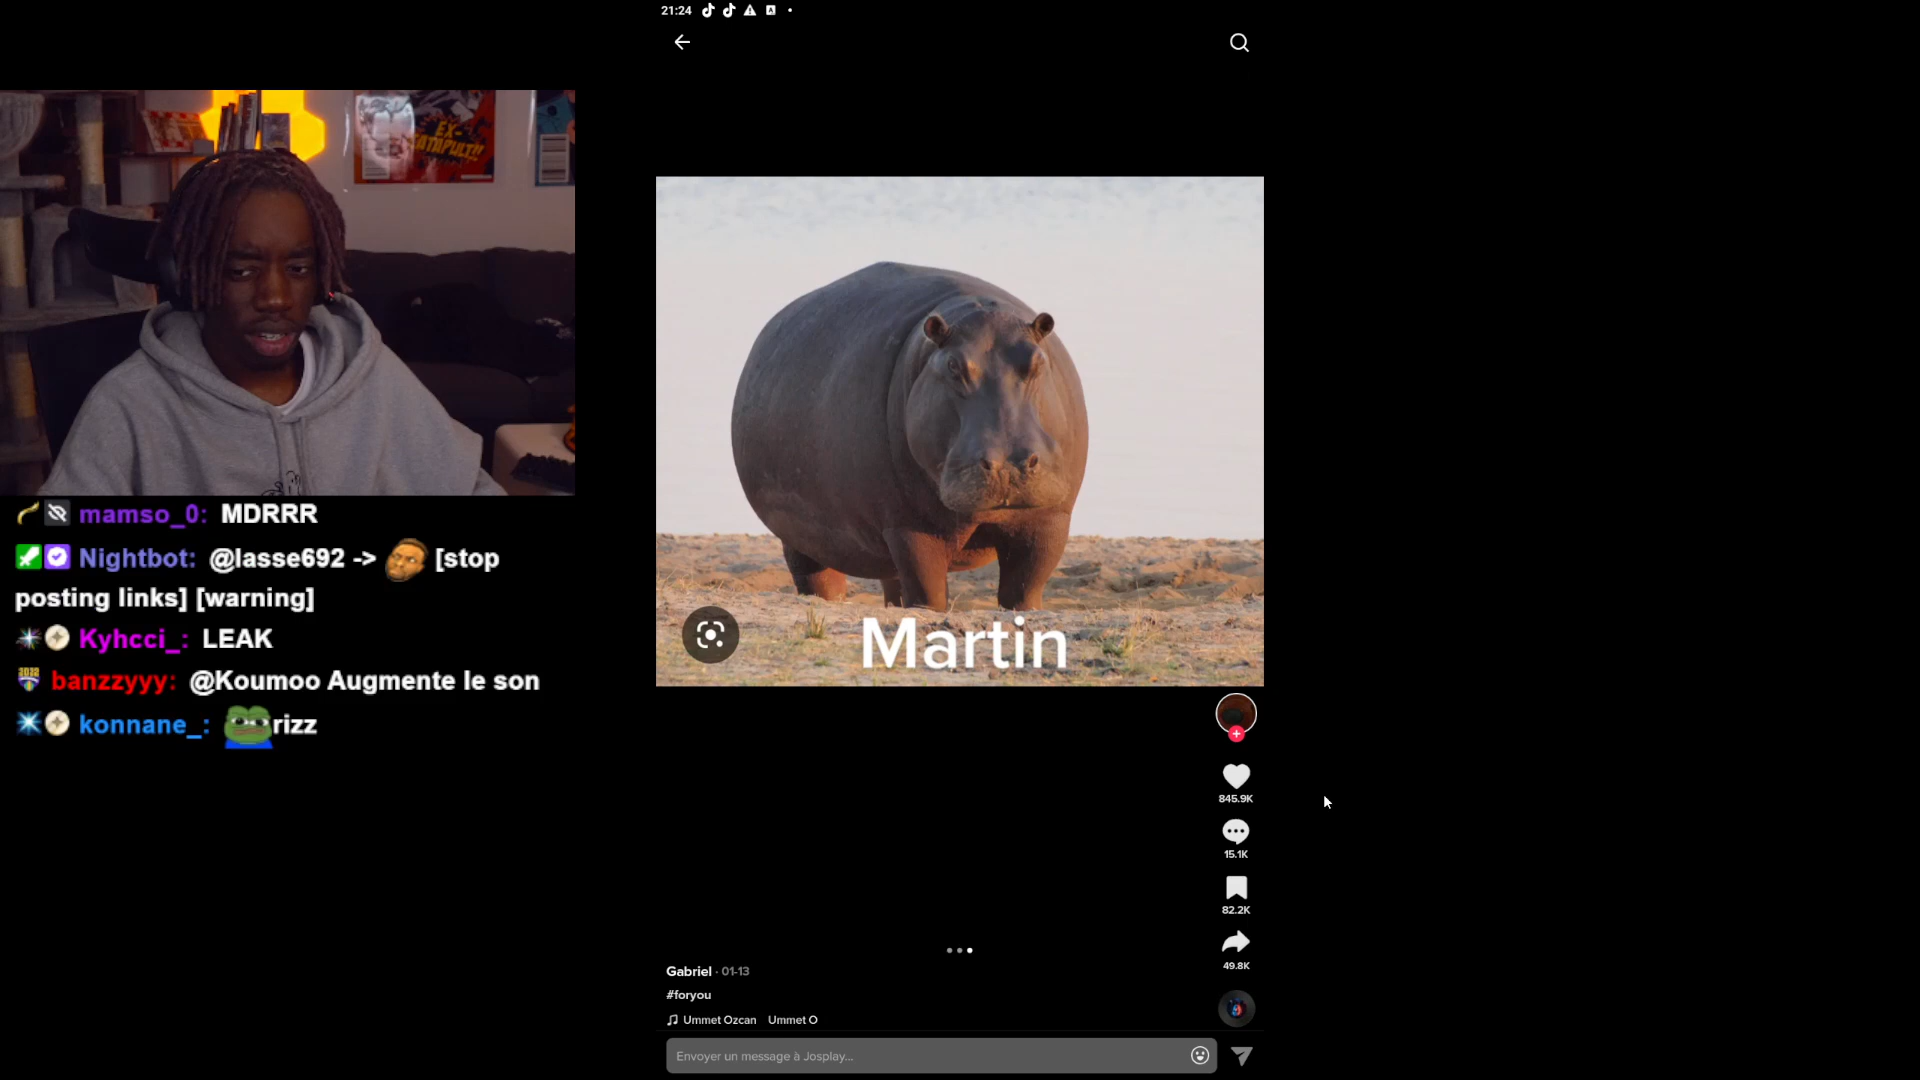 21:24
EX-
CATAPULT!!
mamso_0: MDRRR
Nightbot: @lasse692 -> [stop
posting links] [warning]
Kyhcci_: LEAK
banzzyyy: @Koumoo Augmente le son
konnane_: rizz
Martin
845.9K
15.1K
82.2K
49.8K
Gabriel · 01-13
#foryou
Ummet Ozcan Ummet O
Envoyer un message à Josplay...